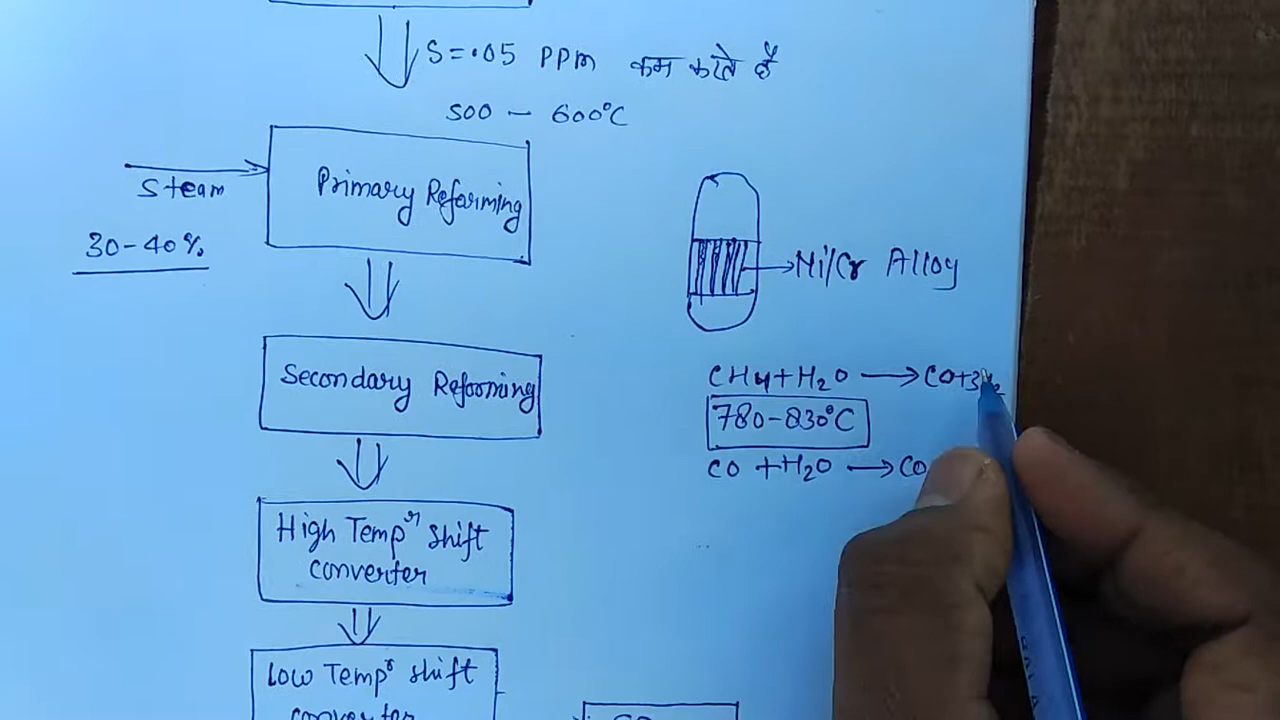 S = .05 PPM कम करते है
500 - 600°C
Steam
30-40%
Primary Reforming
Ni/Cr Alloy
Secondary Reforming
CH4 + H2O → CO+3H2
780-830°C
CO + H2O → CO
High Tempr shift
converter
Low Tempr shift
converter